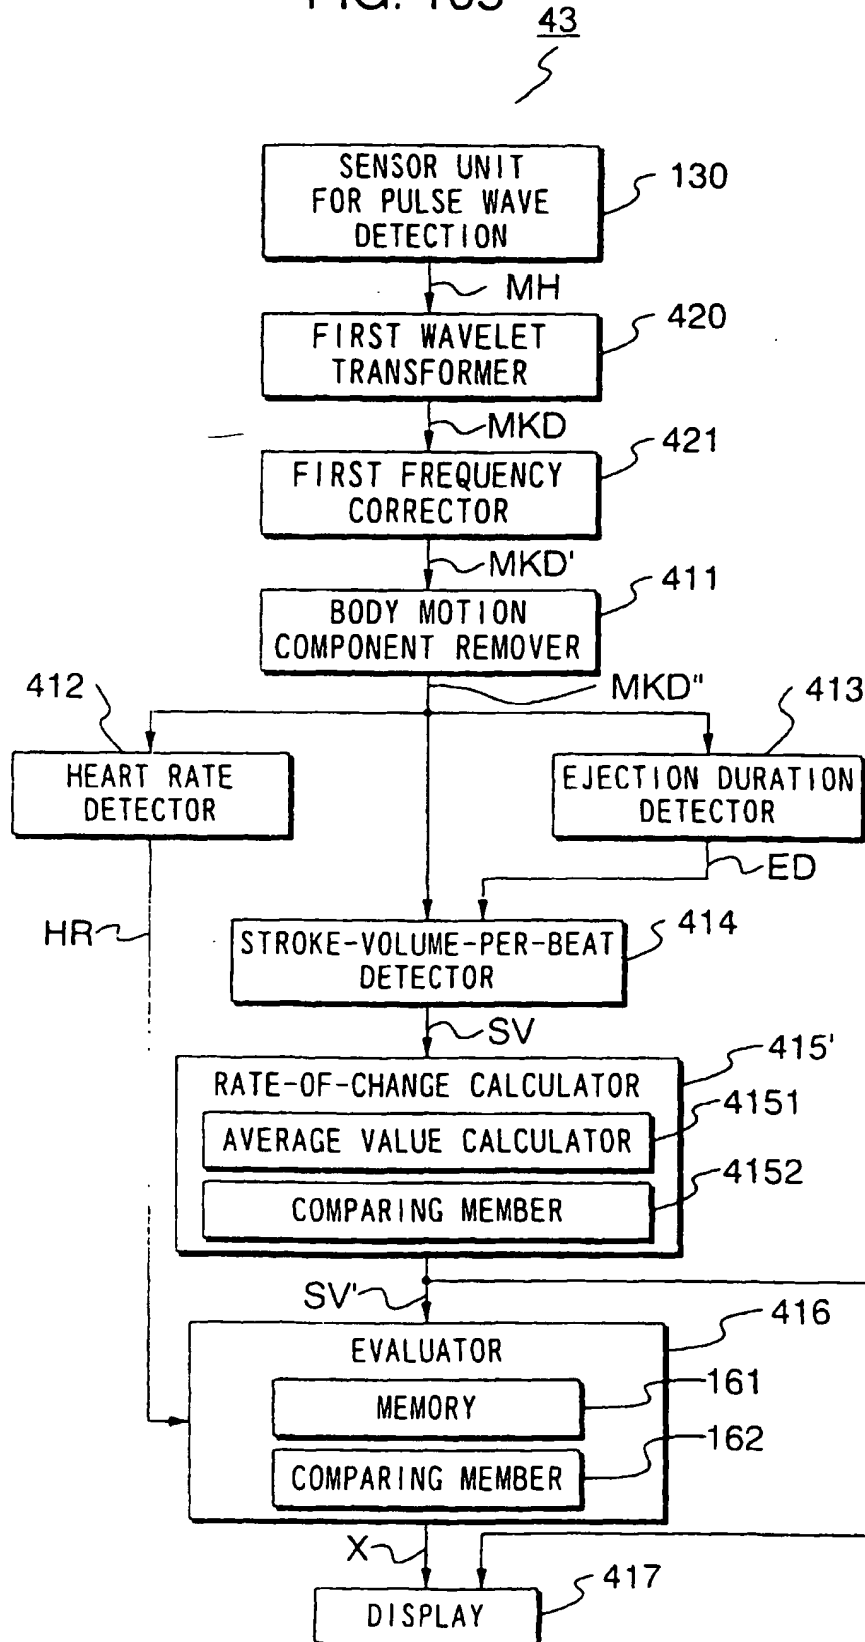 43
SENSOR UNIT
FOR PULSE WAVE
DETECTION
130
MH
FIRST WAVELET
TRANSFORMER
420
MKD
FIRST FREQUENCY
CORRECTOR
421
MKD'
BODY MOTION
COMPONENT REMOVER
411
MKD"
412
413
HEART RATE
DETECTOR
EJECTION DURATION
DETECTOR
ED
HR
STROKE-VOLUME-PER-BEAT
DETECTOR
414
SV
415'
RATE-OF-CHANGE CALCULATOR
4151
AVERAGE VALUE CALCULATOR
4152
COMPARING MEMBER
SV'
416
EVALUATOR
161
MEMORY
162
COMPARING MEMBER
X
417
DISPLAY